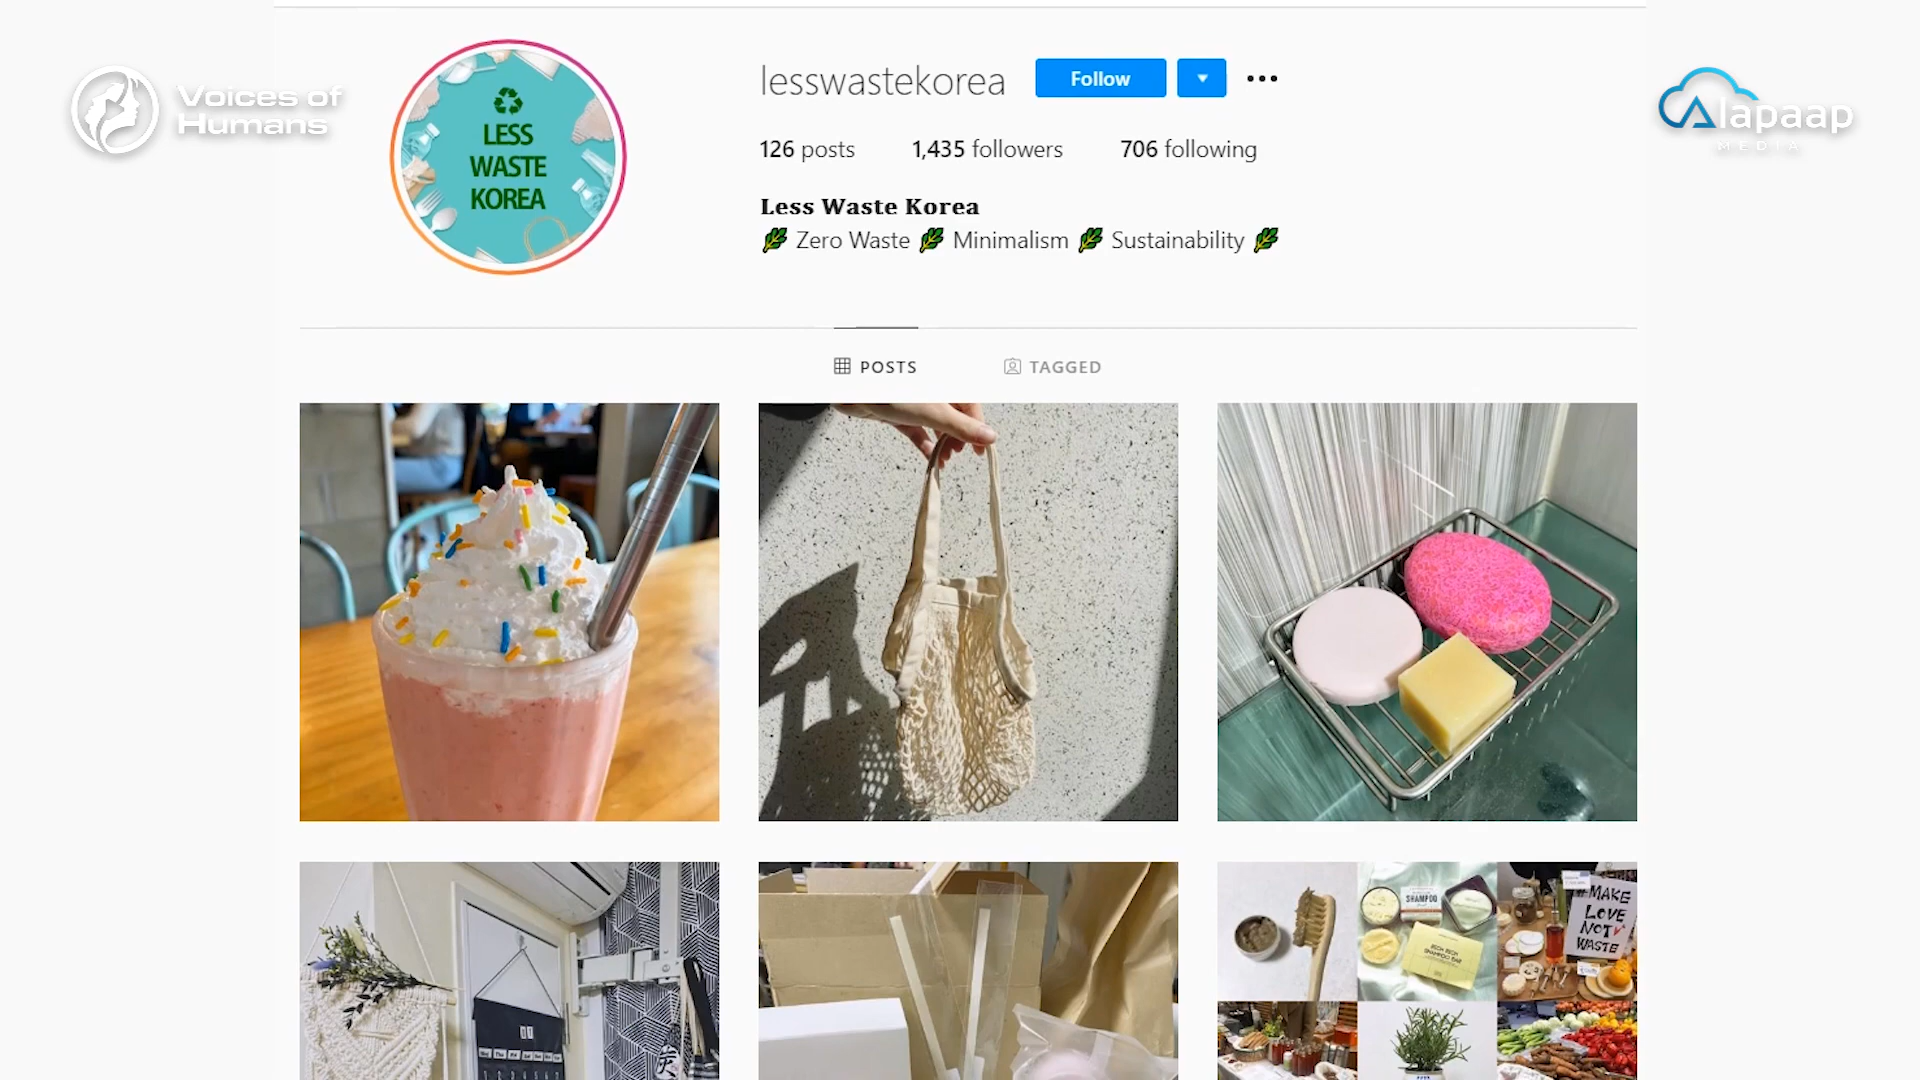 Voices of
Humans
Alapaap
MEDIA
LESS
WASTE
KOREA
lesswastekorea
Follow
126 posts
1,435 followers
706 following
Less Waste Korea
Zero Waste
Minimalism
Sustainability
POSTS
TAGGED
SHAMPOO
MAKE
LOVE
NOT
WASTE